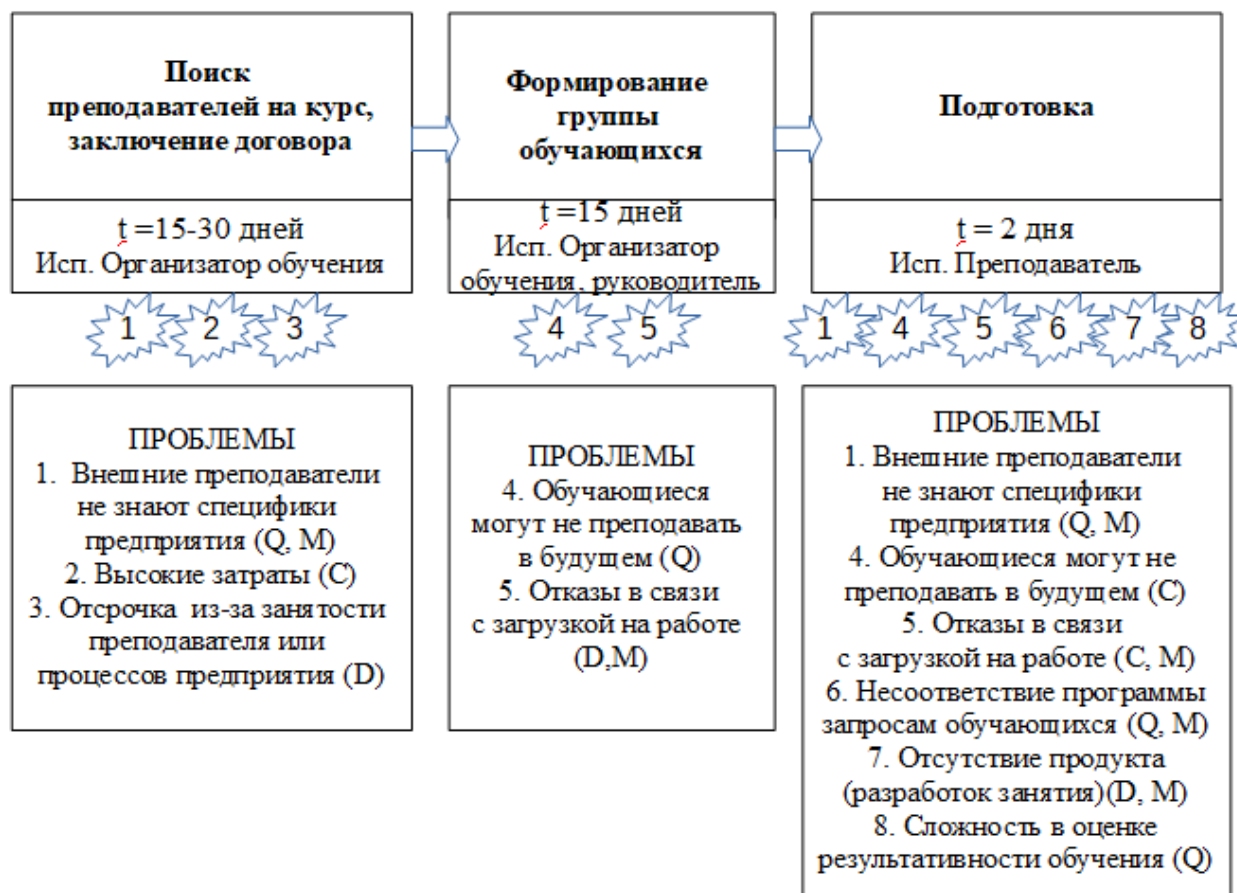 Поиск
преподавателей на курс,
заключение договора
t =15-30 дней
Исп. Организатор обучения
1 2 3
ПРОБЛЕМЫ
1. Внешние преподаватели
не знают специфики
предприятия (Q, M)
2. Высокие затраты (C)
3. Отсрочка из-за занятости
преподавателя или
процессов предприятия (D)
Формирование
группы
обучающихся
t =15 дней
Исп. Организатор
обучения, руководитель
4 5
ПРОБЛЕМЫ
4. Обучающиеся
могут не преподавать
в будущем (Q)
5. Отказы в связи
с загрузкой на работе
(D,M)
Подготовка
t = 2 дня
Исп. Преподаватель
1 4 5 6 7 8
ПРОБЛЕМЫ
1. Внешние преподаватели
не знают специфики
предприятия (Q, M)
4. Обучающиеся могут не
преподавать в будущем (C)
5. Отказы в связи
с загрузкой на работе (C, M)
6. Несоответствие программы
запросам обучающихся (Q, M)
7. Отсутствие продукта
(разработок занятия)(D, M)
8. Сложность в оценке
результативности обучения (Q)